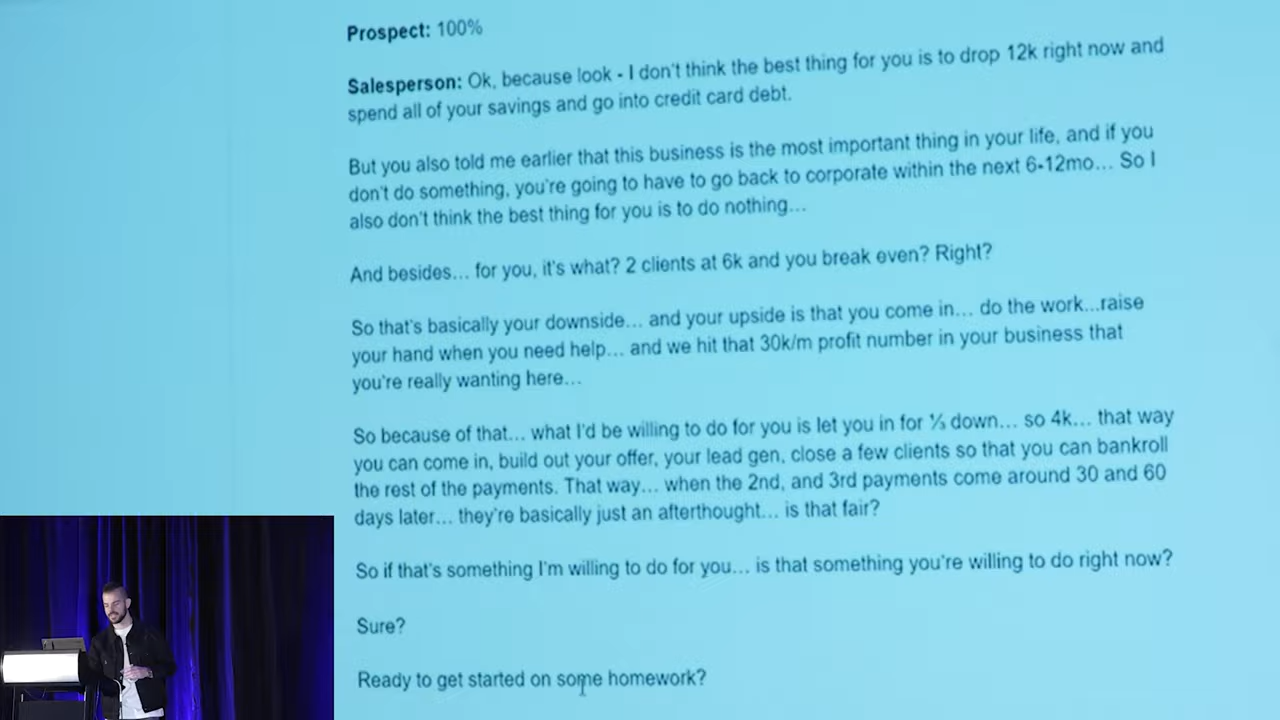 Prospect: 100%
Salesperson: Ok, because look - I don't think the best thing for you is to drop 12k right now and
spend all of your savings and go into credit card debt.
But you also told me earlier that this business is the most important thing in your life, and if you
don't do something, you're going to have to go back to corporate within the next 6-12mo... So I
also don't think the best thing for you is to do nothing...
And besides... for you, it's what? 2 clients at 6k and you break even? Right?
So that's basically your downside... and your upside is that you come in... do the work...raise
your hand when you need help... and we hit that 30k/m profit number in your business that
you're really wanting here...
So because of that... what I'd be willing to do for you is let you in for ⅓ down... so 4k... that way
you can come in, build out your offer, your lead gen, close a few clients so that you can bankroll
the rest of the payments. That way... when the 2nd, and 3rd payments come around 30 and 60
days later... they're basically just an afterthought... is that fair?
So if that's something I'm willing to do for you... is that something you're willing to do right now?
Sure?
Ready to get started on some homework?